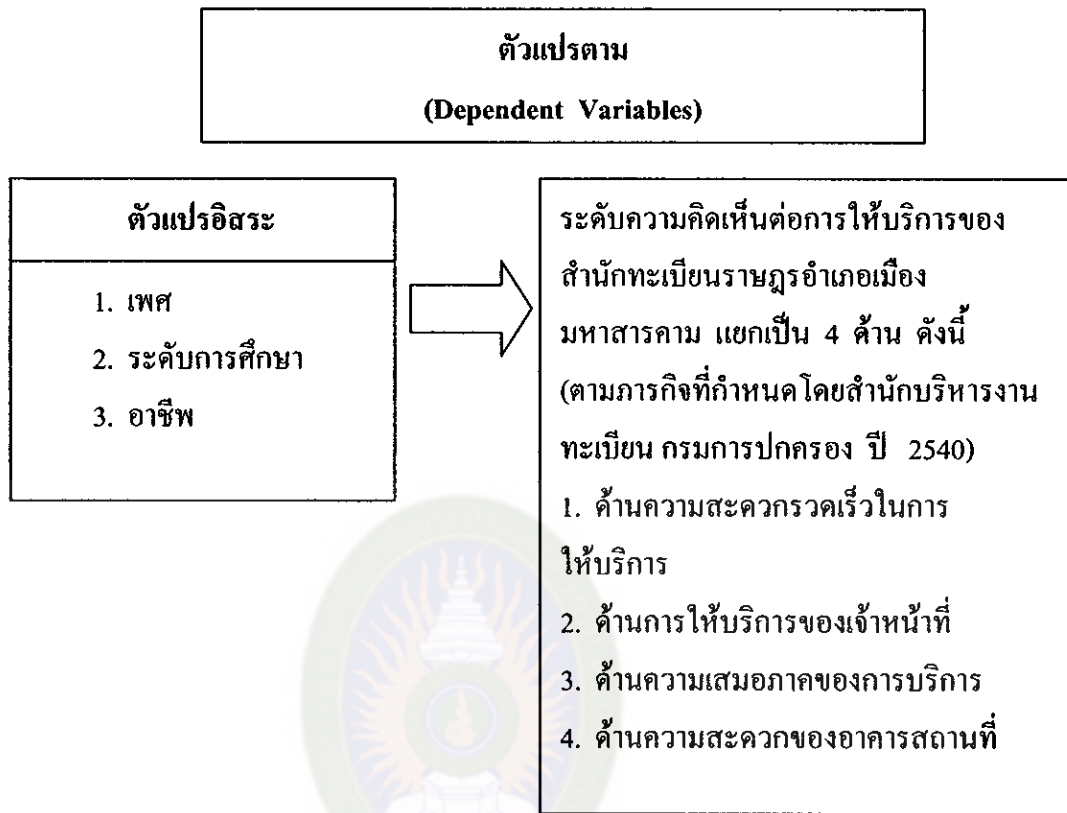 ตัวแปรตาม
(Dependent Variables)
ตัวแปรอิสระ
1. เพศ
2. ระดับการศึกษา
3. อาชีพ
ระดับความคิดเห็นต่อการให้บริการของ
สำนักทะเบียนราษฎรอำเภอเมือง
มหาสารคาม แยกเป็น 4 ด้าน ดังนี้
(ตามภารกิจที่กำหนดโดยสำนักบริหารงาน
ทะเบียน กรมการปกครอง ปี 2540)
1. ด้านความสะดวกรวดเร็วในการ
ให้บริการ
2. ด้านการให้บริการของเจ้าหน้าที่
3. ด้านความเสมอภาคของการบริการ
4. ด้านความสะดวกของอาคารสถานที่